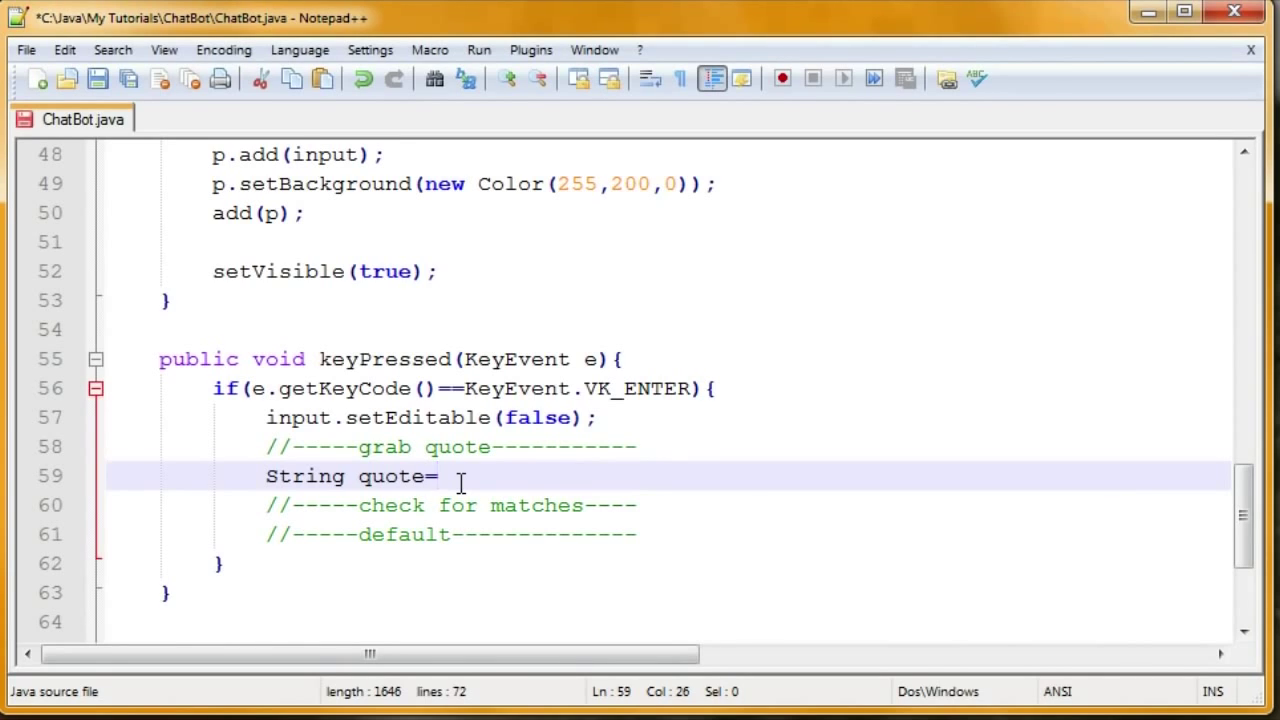 *C:\Java\My Tutorials\ChatBot\ChatBot.java - Notepad++
File Edit Search View Encoding Language Settings Macro Run Plugins Window ? X
ABC
ChatBot.java
48 p.add(input);
49 p.setBackground(new Color(255,200,0));
50 add(p);
51
52 setVisible(true);
53 }
54
55 public void keyPressed(KeyEvent e){
56 if(e.getKeyCode()==KeyEvent.VK_ENTER){
57 input.setEditable(false);
58 //-----grab quote-----------
59 String quote=
60 //-----check for matches----
61 //-----default--------------
62 }
63 }
64
Java source file length : 1646 lines : 72 Ln : 59 Col : 26 Sel : 0 Dos\Windows ANSI INS